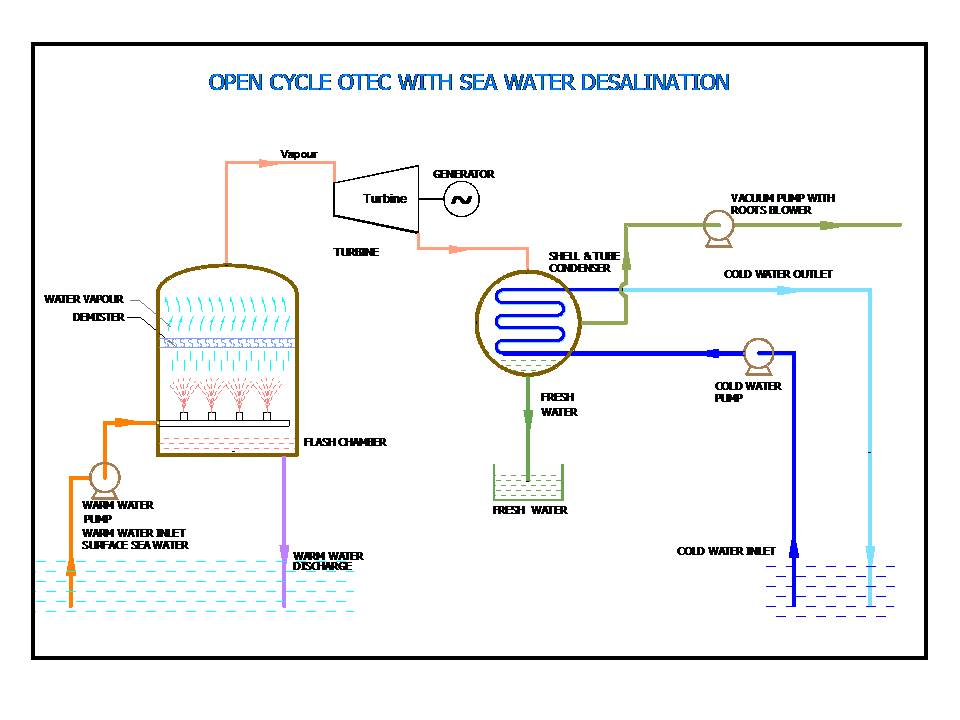 OPEN CYCLE OTEC WITH SEA WATER DESALINATION
Vapour
GENERATOR
Turbine
TURBINE
VACUUM PUMP WITH
ROOTS BLOWER
SHELL & TUBE
CONDENSER
COLD WATER OUTLET
WATER VAPOUR
DEMISTER
COLD WATER
PUMP
FRESH
WATER
FLASH CHAMBER
WARM WATER
PUMP
WARM WATER INLET
SURFACE SEA WATER
FRESH WATER
WARM WATER
DISCHARGE
COLD WATER INLET